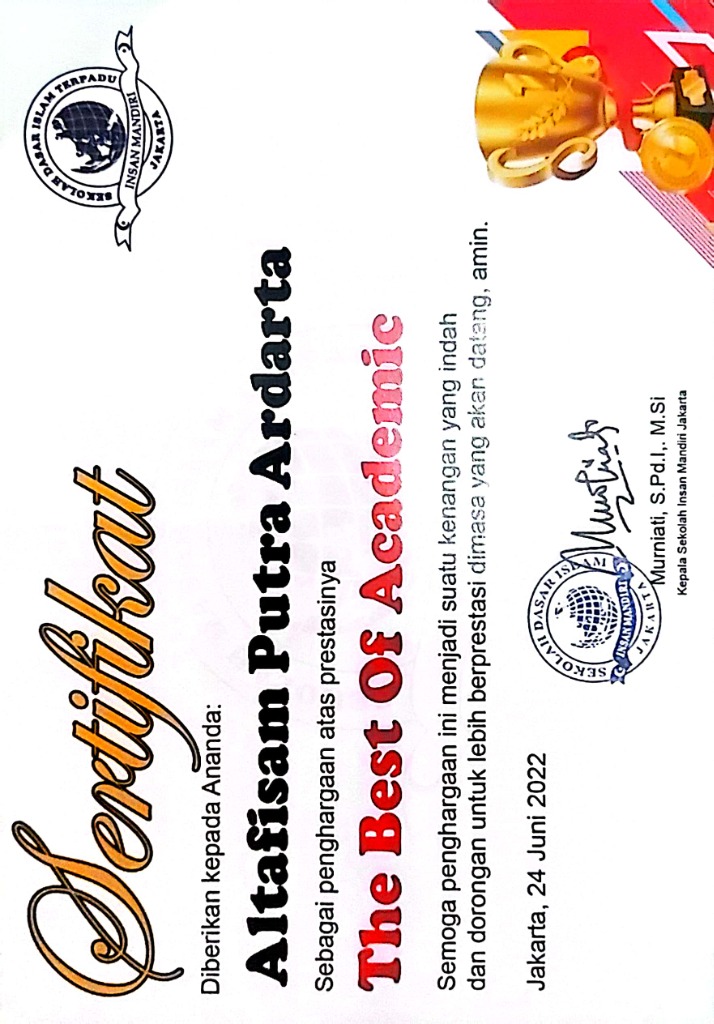 SEKOLAH DASAR ISLAM TERPADU
INSAN MANDIRI
JAKARTA
Sertifikat
Diberikan kepada Ananda:
Altafisam Putra Ardarta
Sebagai penghargaan atas prestasinya
The Best Of Academic
Semoga penghargaan ini menjadi suatu kenangan yang indah
dan dorongan untuk lebih berprestasi dimasa yang akan datang, amin.
Jakarta, 24 Juni 2022
SEKOLAH DASAR ISLAM
INSAN MANDIRI
JAKARTA
Murniati, S.Pd.I,. M.Si
Kepala Sekolah Insan Mandiri Jakarta